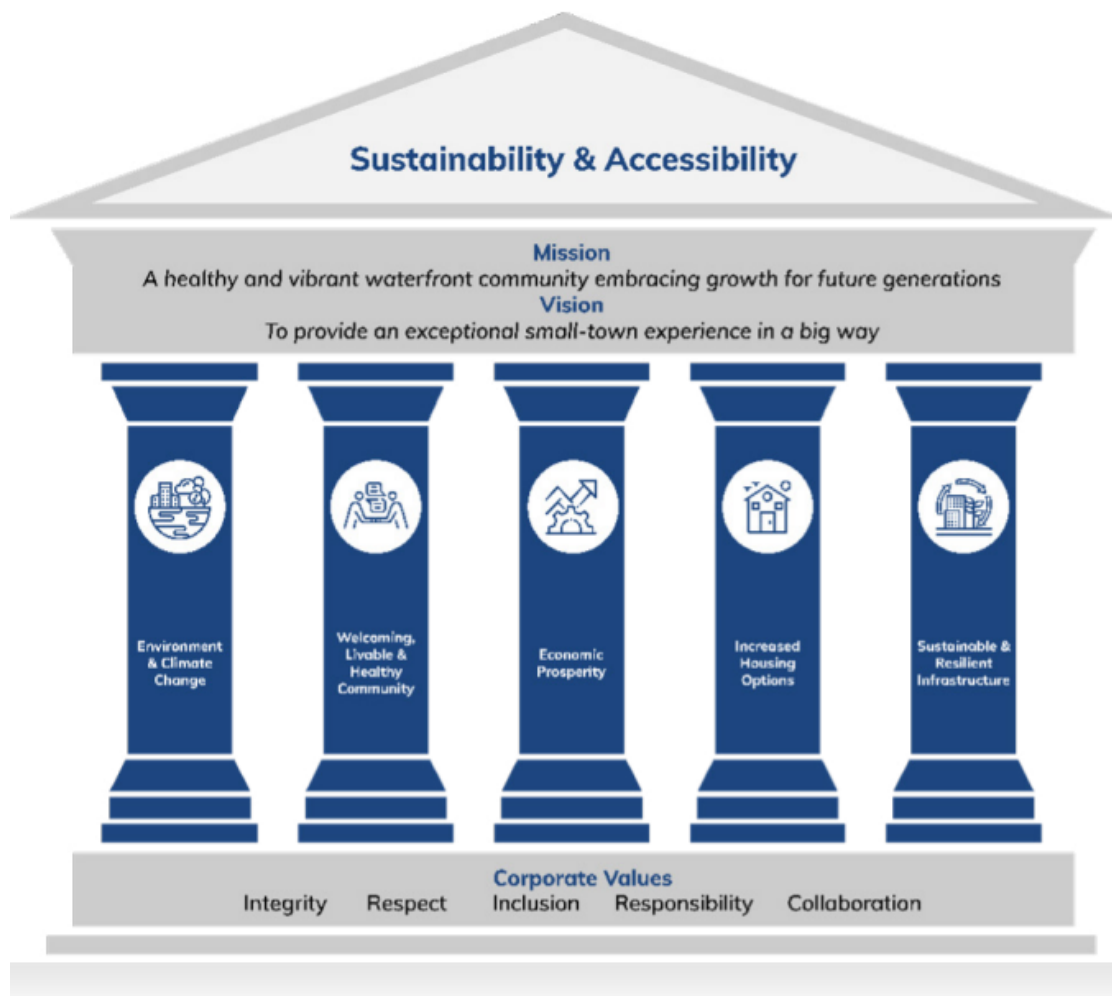 Sustainability & Accessibility
Mission
A healthy and vibrant waterfront community embracing growth for future generations
Vision
To provide an exceptional small-town experience in a big way
Environment
& Climate
Change
Welcoming,
Livable &
Healthy
Community
Economic
Prosperity
Increased
Housing
Options
Sustainable &
Resilient
Infrastructure
Corporate Values
Integrity Respect Inclusion Responsibility Collaboration